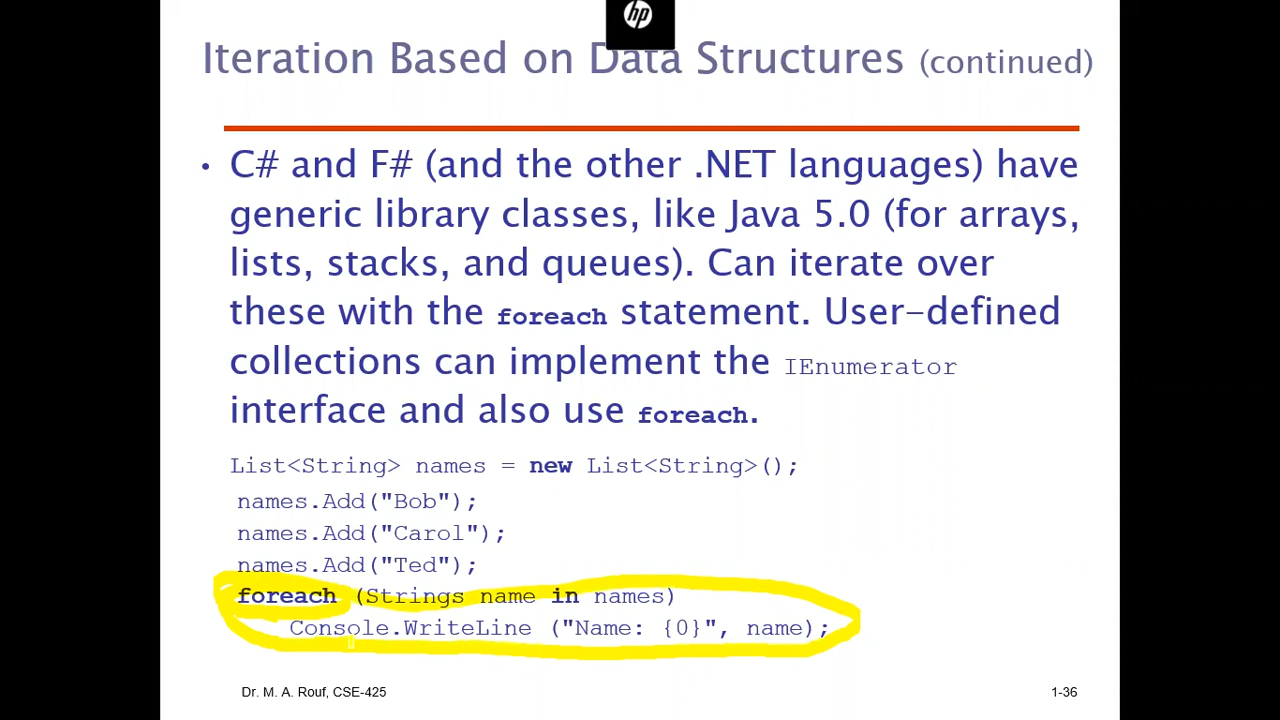 hp
Iteration Based on Data Structures (continued)
• C# and F# (and the other .NET languages) have
generic library classes, like Java 5.0 (for arrays,
lists, stacks, and queues). Can iterate over
these with the foreach statement. User-defined
collections can implement the IEnumerator
interface and also use foreach.
List<String> names = new List<String>();
names.Add("Bob");
names.Add("Carol");
names.Add("Ted");
foreach (Strings name in names)
Console.WriteLine ("Name: {0}", name);
Dr. M. A. Rouf, CSE-425
1-36